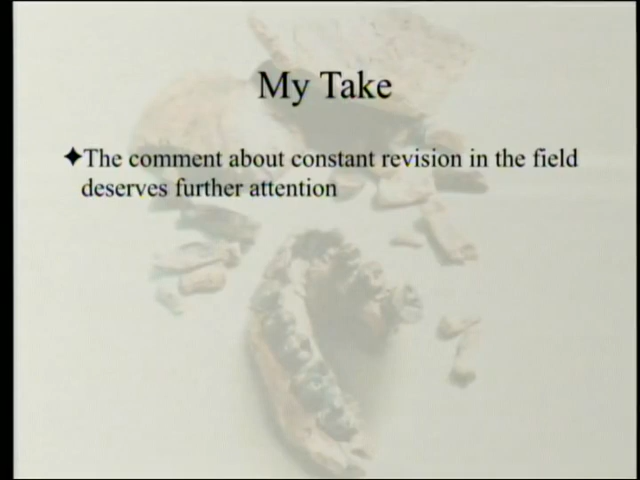 My Take
✦The comment about constant revision in the field
deserves further attention